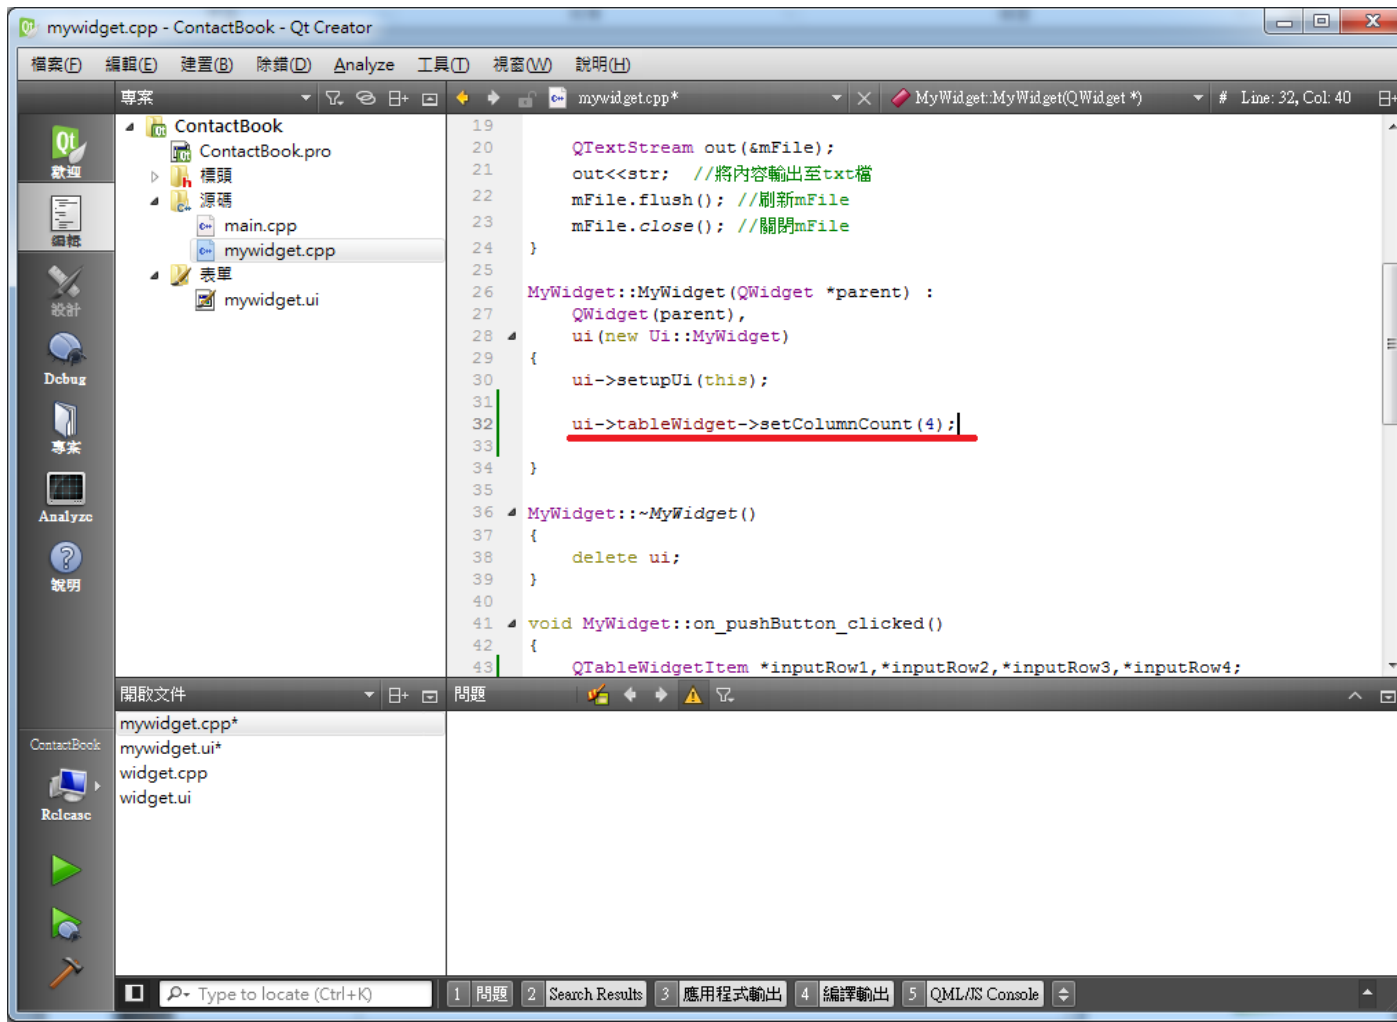 mywidget.cpp - ContactBook - Qt Creator
檔案(F) 編輯(E) 建置(B) 除錯(D) Analyze 工具(T) 視窗(W) 說明(H)
專案
mywidget.cpp*
MyWidget::MyWidget(QWidget *)
# Line: 32, Col: 40
歡迎
編輯
設計
Debug
專案
Analyze
說明
ContactBook
Release
ContactBook
ContactBook.pro
標頭
源碼
main.cpp
mywidget.cpp
表單
mywidget.ui
19
20 QTextStream out(&mFile);
21 out<<str; //將內容輸出至txt檔
22 mFile.flush(); //刷新mFile
23 mFile.close(); //關閉mFile
24 }
25
26 MyWidget::MyWidget(QWidget *parent) :
27 QWidget(parent),
28 ui(new Ui::MyWidget)
29 {
30 ui->setupUi(this);
31
32 ui->tableWidget->setColumnCount(4);
33
34 }
35
36 MyWidget::~MyWidget()
37 {
38 delete ui;
39 }
40
41 void MyWidget::on_pushButton_clicked()
42 {
43 QTableWidgetItem *inputRow1,*inputRow2,*inputRow3,*inputRow4;
開啟文件
mywidget.cpp*
mywidget.ui*
widget.cpp
widget.ui
問題
Type to locate (Ctrl+K)
1 問題 2 Search Results 3 應用程式輸出 4 編譯輸出 5 QML/JS Console